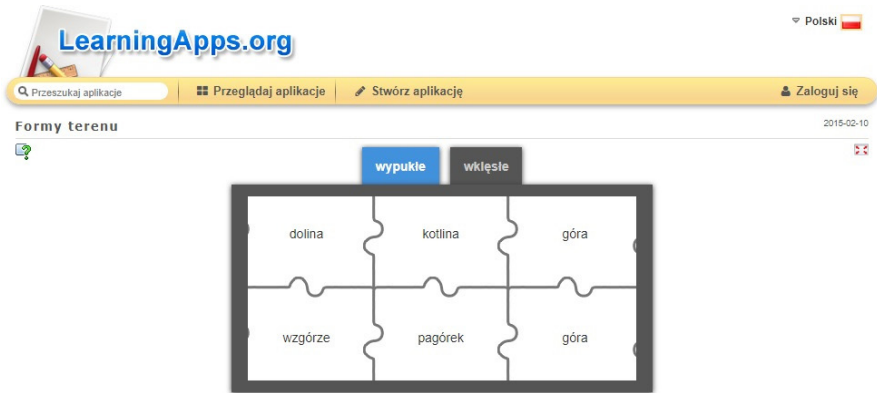 LearningApps.org
Polski
Przeszukaj aplikacje
Przeglądaj aplikacje
Stwórz aplikację
Zaloguj się
Formy terenu
2015-02-10
wypukłe
wklęsłe
dolina kotlina góra
wzgórze pagórek góra